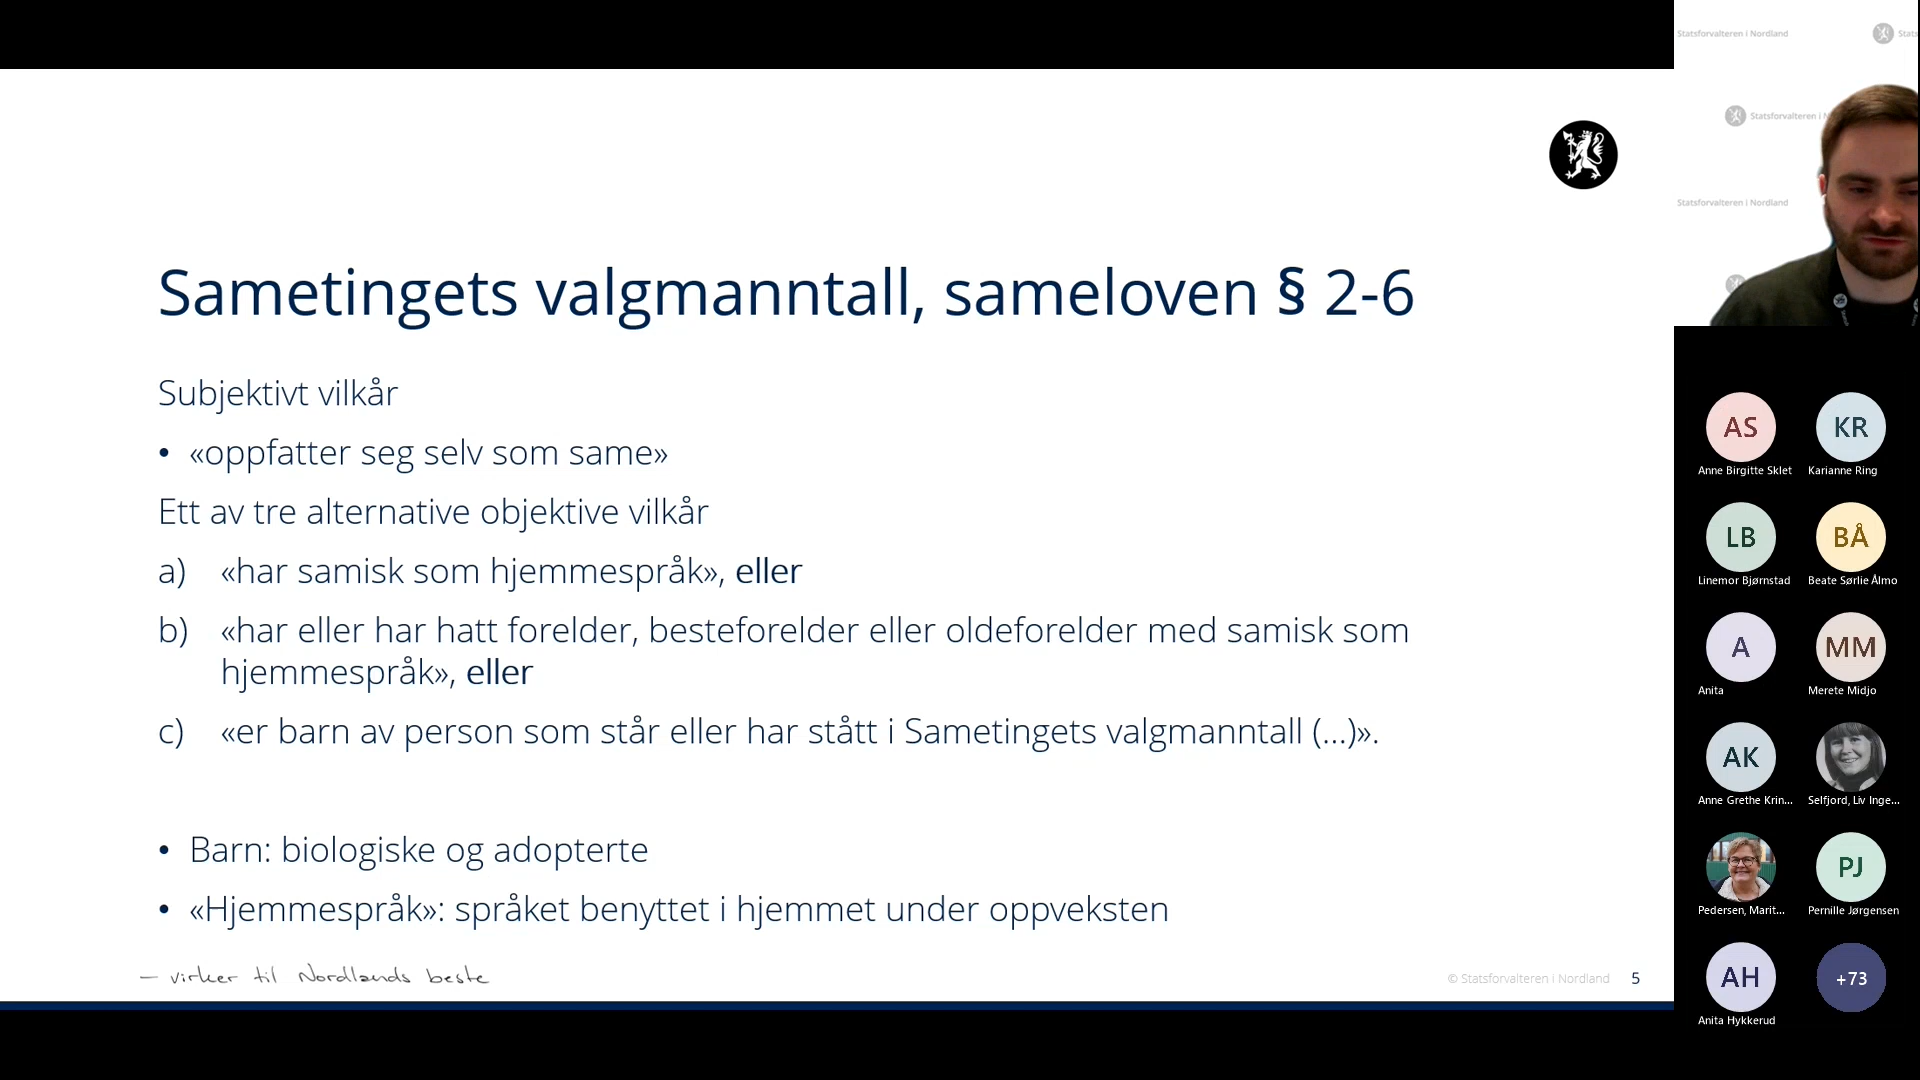 Sametingets valgmanntall, sameloven § 2-6
Subjektivt vilkår
• «oppfatter seg selv som same»
Ett av tre alternative objektive vilkår
a) «har samisk som hjemmespråk», eller
b) «har eller har hatt forelder, besteforelder eller oldeforelder med samisk som
hjemmespråk», eller
c) «er barn av person som står eller har stått i Sametingets valgmanntall (...)».
• Barn: biologiske og adopterte
• «Hjemmespråk»: språket benyttet i hjemmet under oppveksten
– virker til Nordlands beste
© Statsforvalteren i Nordland 5
Statsforvalteren i Nordland Stats
Statsforvalteren i N
Statsforvalteren i Nordland
AS KR
Anne Birgitte Sklet Karianne Ring
LB BÅ
Linemor Bjørnstad Beate Sørlie Ålmo
A MM
Anita Merete Midjo
AK
Anne Grethe Krin... Selfjord, Liv Inge...
PJ
Pedersen, Marit... Pernille Jørgensen
AH +73
Anita Hykkerud